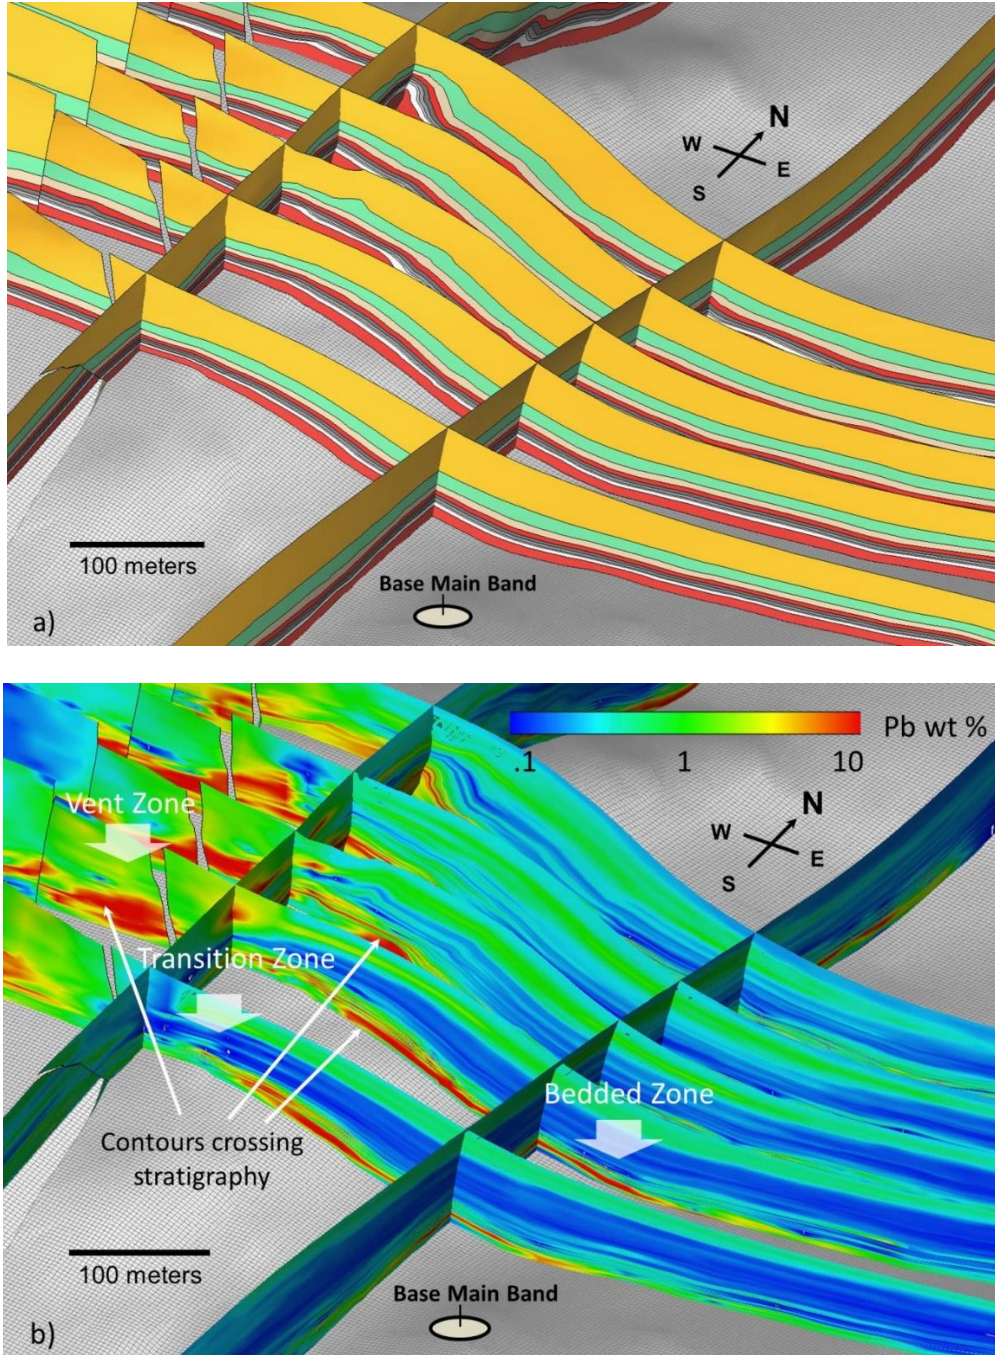 N
W
E
S
100 meters
Base Main Band
a)
Pb wt %
.1
1
10
Vent Zone
N
W
E
S
Transition Zone
Bedded Zone
Contours crossing
stratigraphy
100 meters
Base Main Band
b)